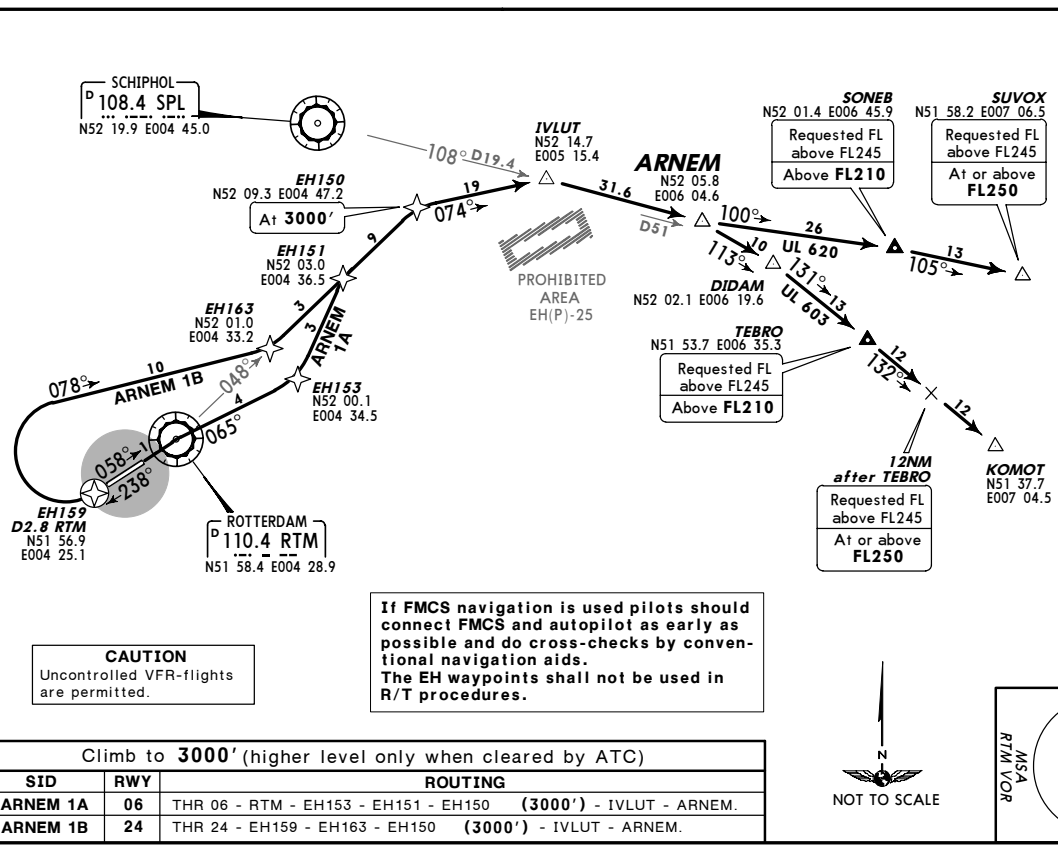 SCHIPHOL
D 108.4 SPL
N52 19.9 E004 45.0
108° D19.4
IVLUT
N52 14.7
E005 15.4
ARNEM
N52 05.8
E006 04.6
SONEB
N52 01.4 E006 45.9
Requested FL
above FL245
Above FL210
SUVOX
N51 58.2 E007 06.5
Requested FL
above FL245
At or above
FL250
EH150
N52 09.3 E004 47.2
At 3000'
19
074°
31.6
D51
100°
26
UL 620
13
105°
9
EH151
N52 03.0
E004 36.5
PROHIBITED
AREA
EH(P)-25
113°
10
DIDAM
N52 02.1 E006 19.6
131°
13
UL 603
EH163
N52 01.0
E004 33.2
3
3
ARNEM
1A
TEBRO
N51 53.7 E006 35.3
Requested FL
above FL245
Above FL210
12
132°
12
078°
10
ARNEM 1B
048°
4
065°
EH153
N52 00.1
E004 34.5
058°
1
238°
EH159
D2.8 RTM
N51 56.9
E004 25.1
ROTTERDAM
D 110.4 RTM
N51 58.4 E004 28.9
12NM
after TEBRO
Requested FL
above FL245
At or above
FL250
KOMOT
N51 37.7
E007 04.5
If FMCS navigation is used pilots should
connect FMCS and autopilot as early as
possible and do cross-checks by conven-
tional navigation aids.
The EH waypoints shall not be used in
R/T procedures.
CAUTION
Uncontrolled VFR-flights
are permitted.
N
NOT TO SCALE
MSA
RTM VOR
Climb to 3000' (higher level only when cleared by ATC)
SID RWY ROUTING
ARNEM 1A 06 THR 06 - RTM - EH153 - EH151 - EH150 (3000') - IVLUT - ARNEM.
ARNEM 1B 24 THR 24 - EH159 - EH163 - EH150 (3000') - IVLUT - ARNEM.